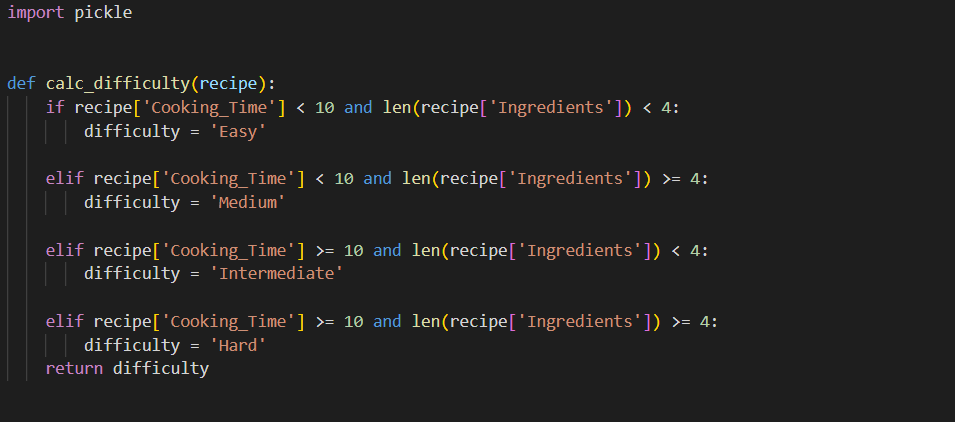 import pickle
def calc_difficulty(recipe):
    if recipe['Cooking_Time'] < 10 and len(recipe['Ingredients']) < 4:
        difficulty = 'Easy'
    elif recipe['Cooking_Time'] < 10 and len(recipe['Ingredients']) >= 4:
        difficulty = 'Medium'
    elif recipe['Cooking_Time'] >= 10 and len(recipe['Ingredients']) < 4:
        difficulty = 'Intermediate'
    elif recipe['Cooking_Time'] >= 10 and len(recipe['Ingredients']) >= 4:
        difficulty = 'Hard'
    return difficulty